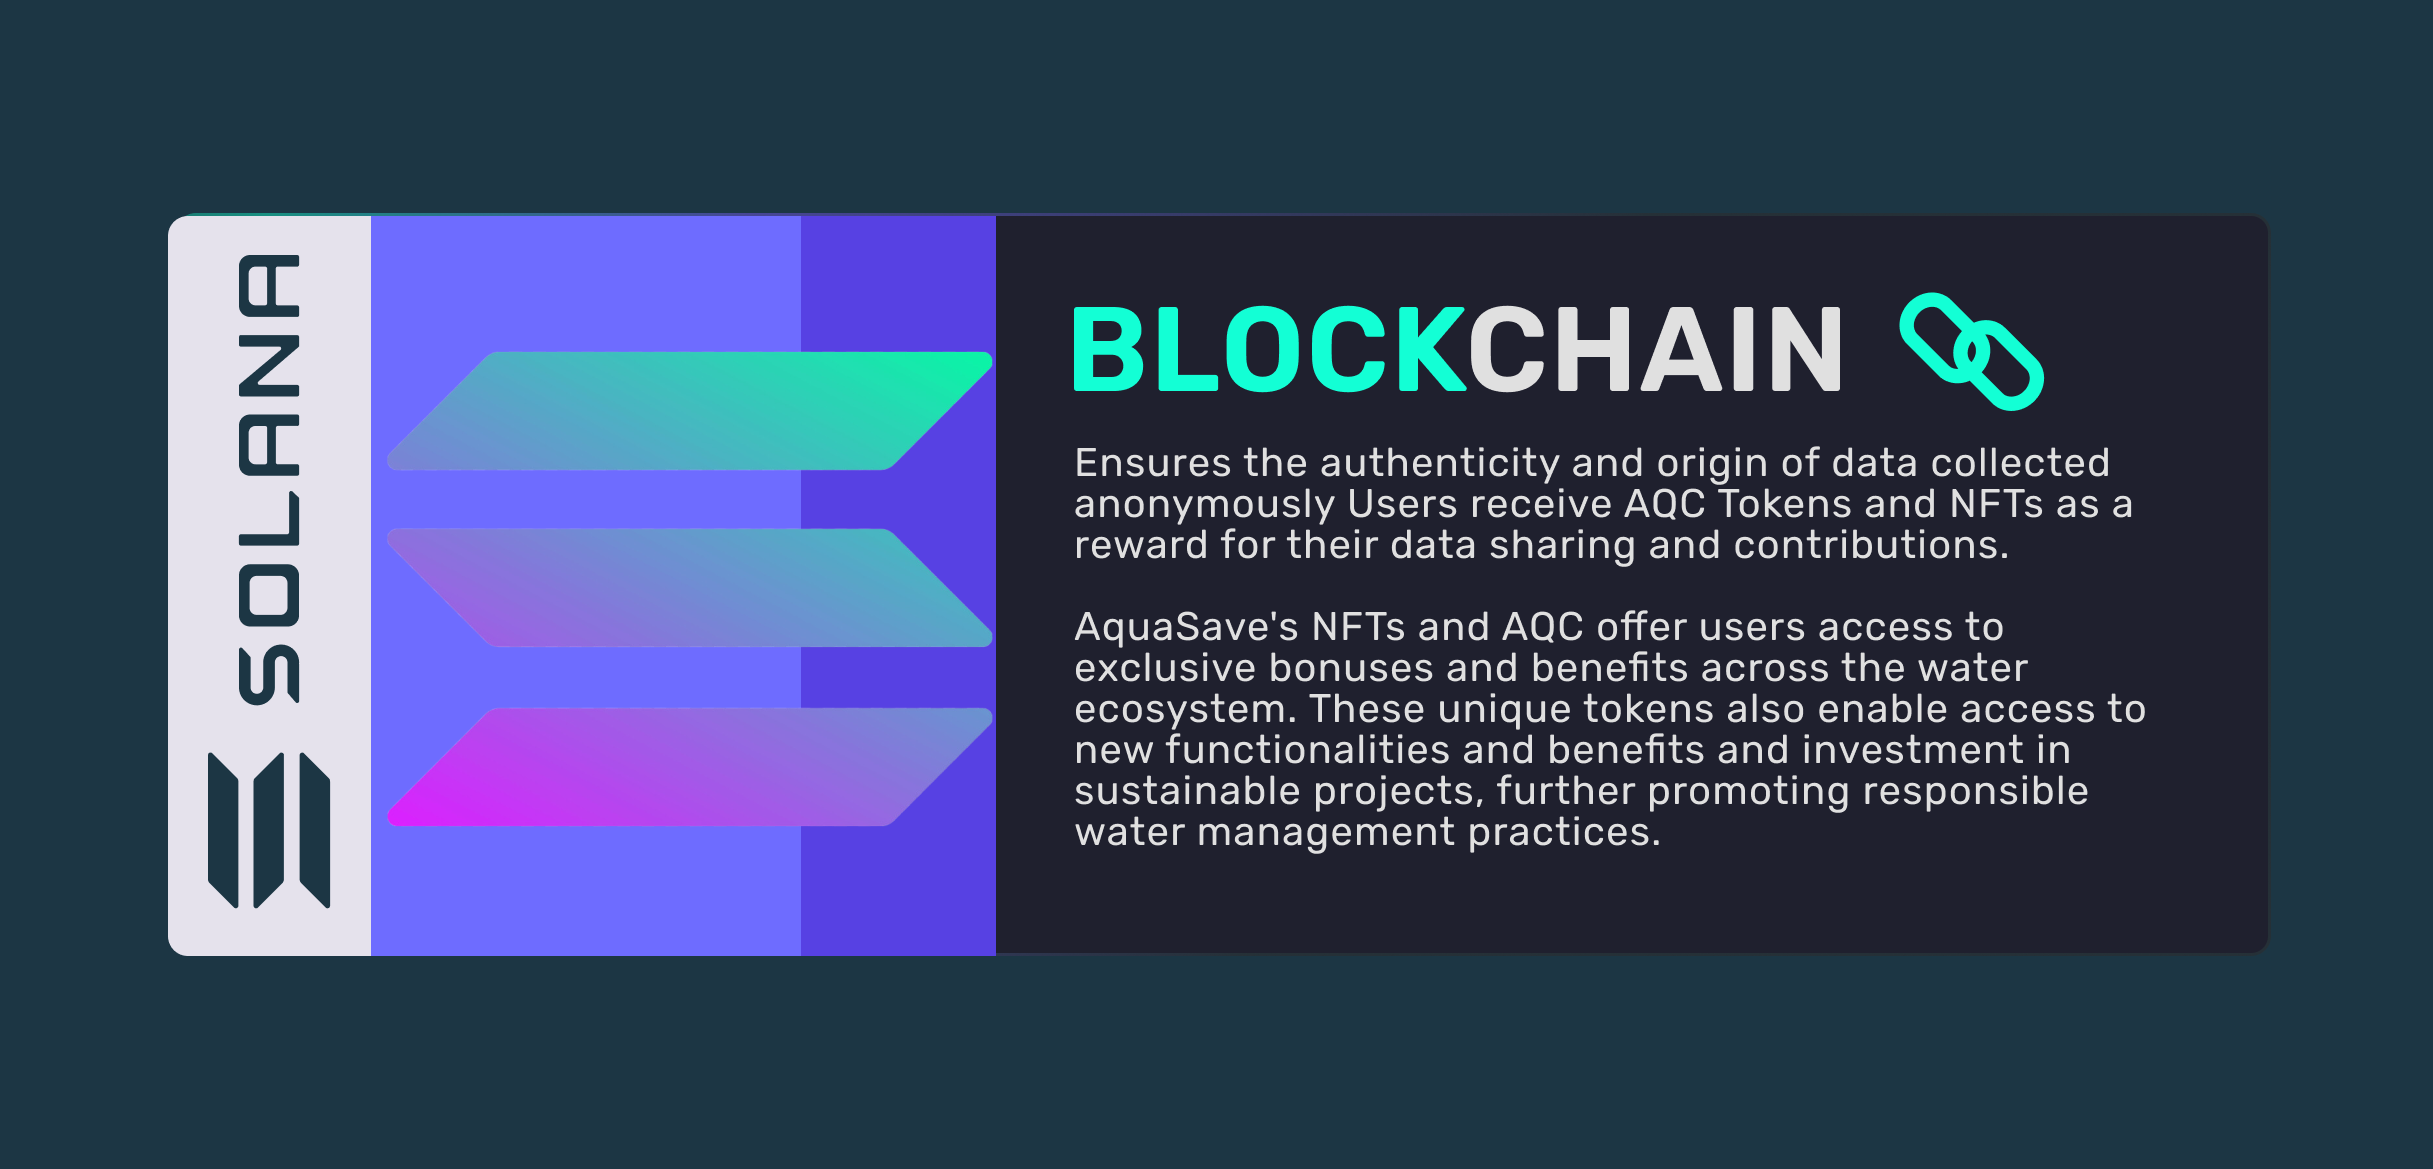 SOLANA
BLOCKCHAIN
Ensures the authenticity and origin of data collected
anonymously Users receive AQC Tokens and NFTs as a
reward for their data sharing and contributions.
AquaSave's NFTs and AQC offer users access to
exclusive bonuses and benefits across the water
ecosystem. These unique tokens also enable access to
new functionalities and benefits and investment in
sustainable projects, further promoting responsible
water management practices.